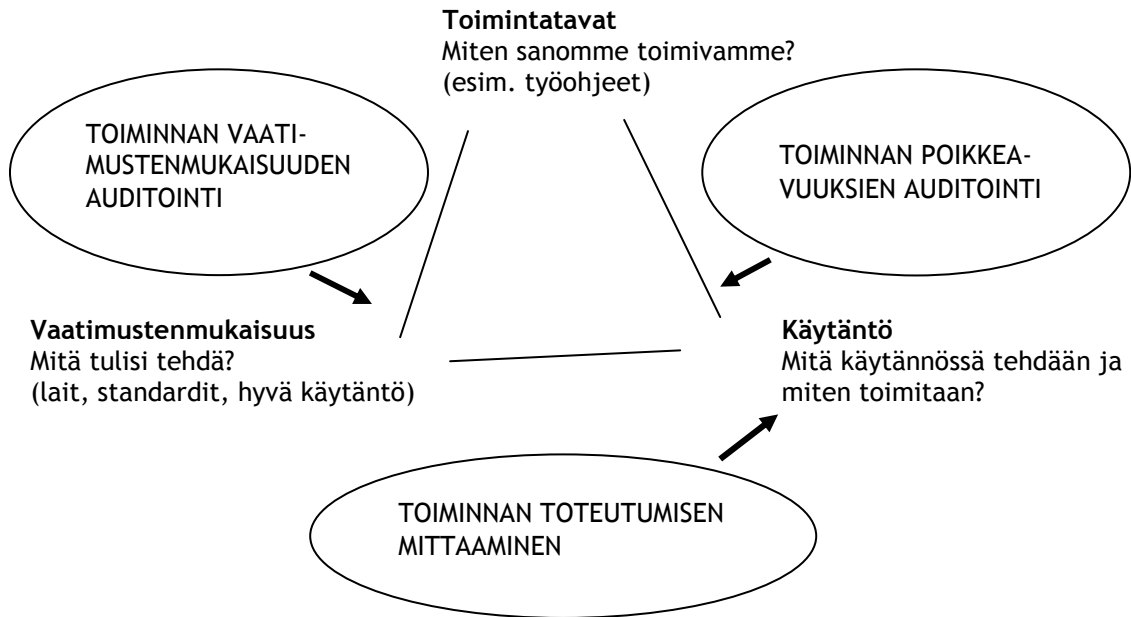 Toimintatavat
Miten sanomme toimivamme?
(esim. työohjeet)
TOIMINNAN VAATI-
MUSTENMUKAISUUDEN
AUDITOINTI
TOIMINNAN POIKKEA-
VUUKSIEN AUDITOINTI
Vaatimustenmukaisuus
Mitä tulisi tehdä?
(lait, standardit, hyvä käytäntö)
Käytäntö
Mitä käytännössä tehdään ja
miten toimitaan?
TOIMINNAN TOTEUTUMISEN
MITTAAMINEN